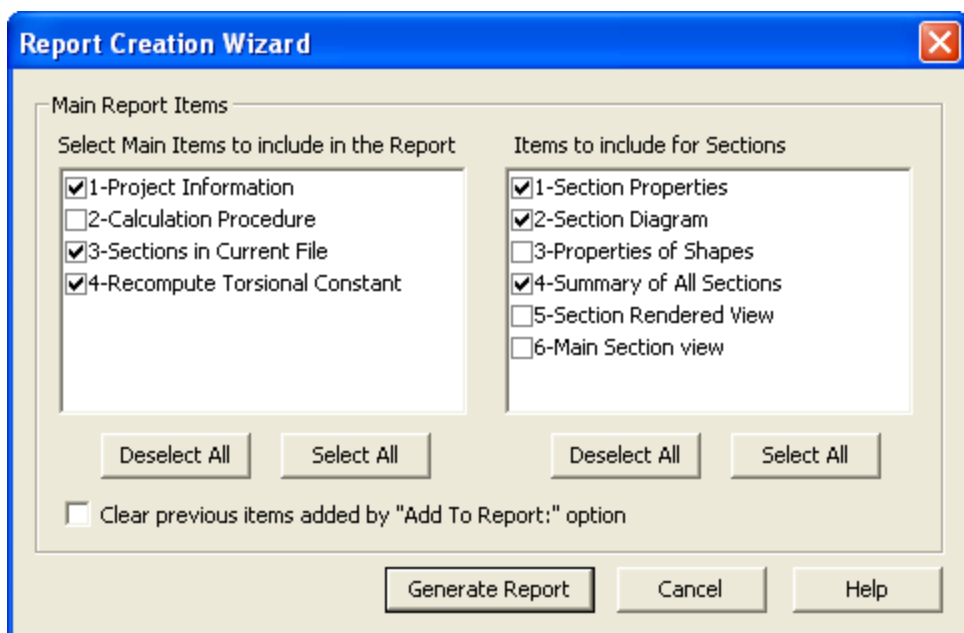 Report Creation Wizard
Main Report Items
Select Main Items to include in the Report
1-Project Information
2-Calculation Procedure
3-Sections in Current File
4-Recompute Torsional Constant
Deselect All
Select All
Items to include for Sections
1-Section Properties
2-Section Diagram
3-Properties of Shapes
4-Summary of All Sections
5-Section Rendered View
6-Main Section view
Deselect All
Select All
Clear previous items added by "Add To Report:" option
Generate Report
Cancel
Help